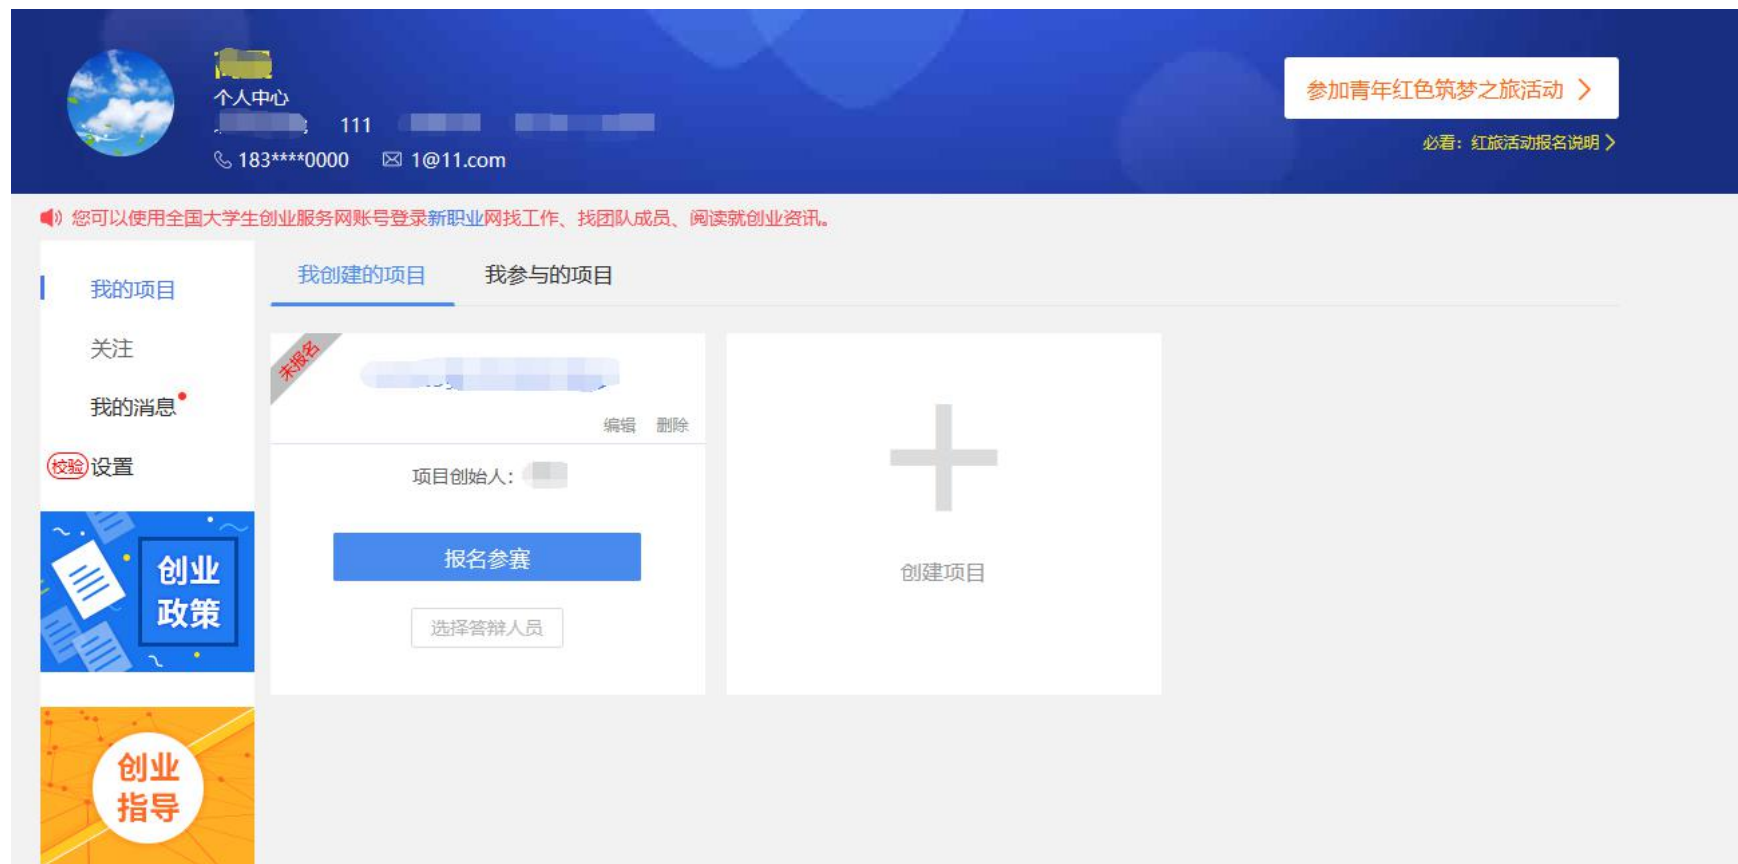 个人中心
111
183****0000 1@11.com
参加青年红色筑梦之旅活动
必看：红旅活动报名说明
您可以使用全国大学生创业服务网账号登录新职业网找工作、找团队成员、阅读就创业资讯。
我的项目
关注
我的消息
校验 设置
创业
政策
创业
指导
我创建的项目 我参与的项目
未报名
编辑 删除
项目创始人：
报名参赛
选择答辩人员
创建项目